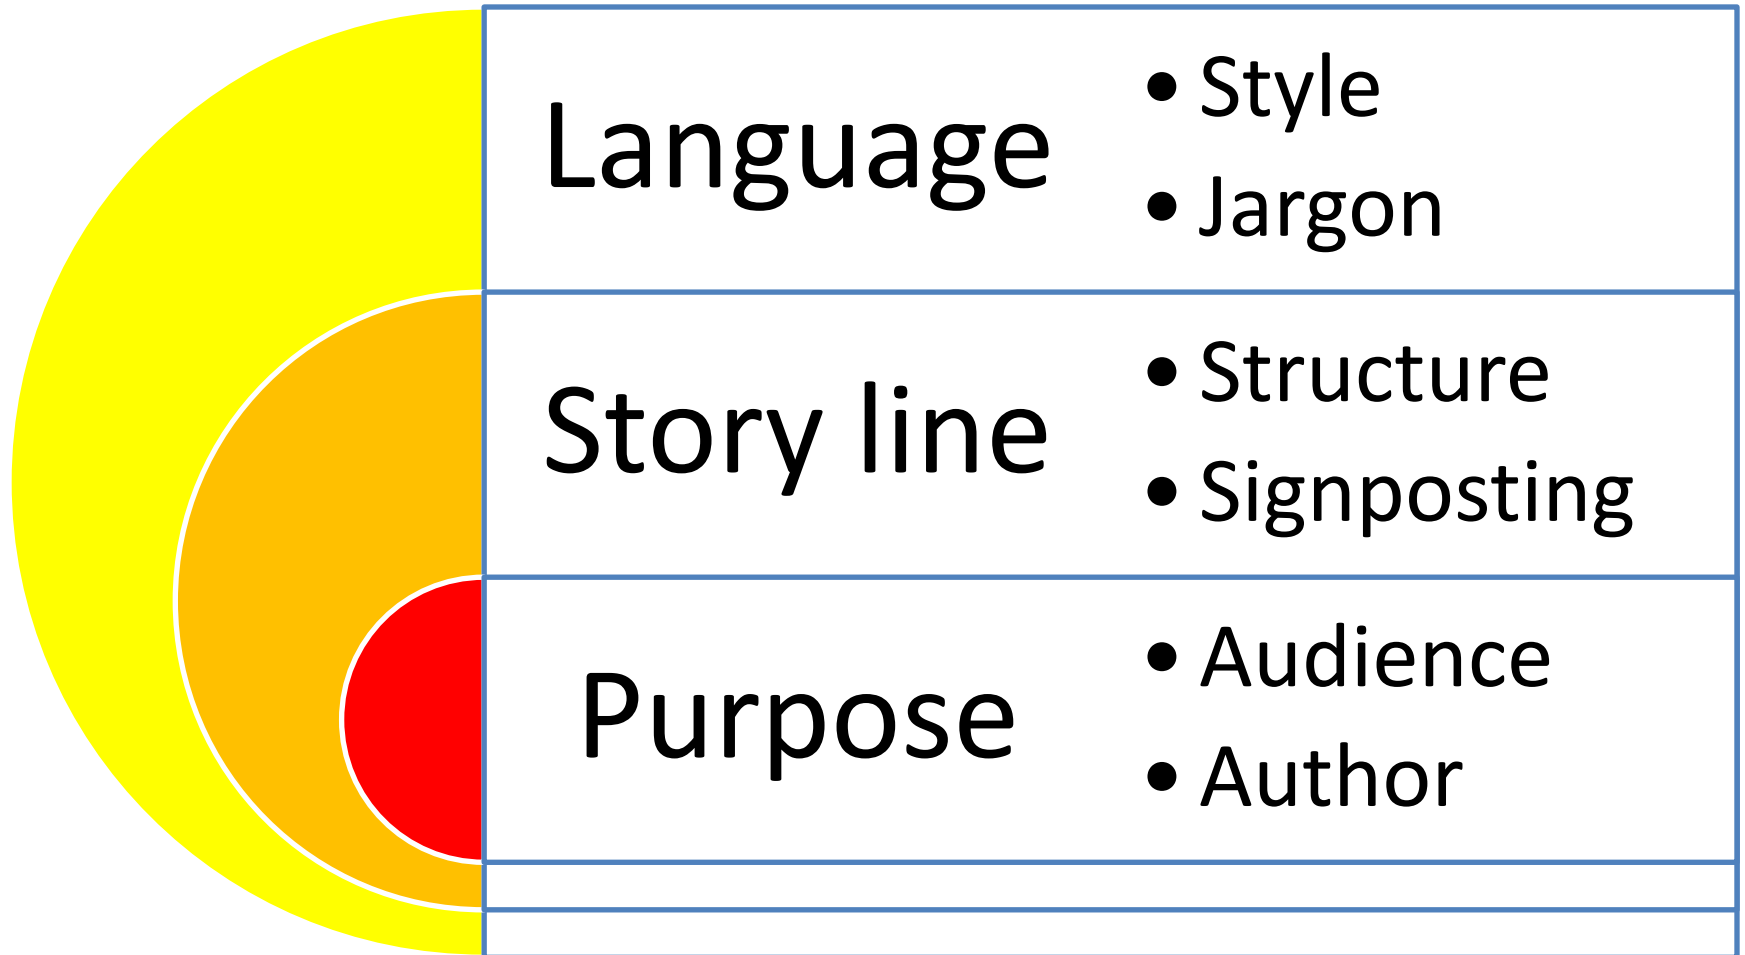 Language
• Style
• Jargon
Story line
• Structure
• Signposting
Purpose
• Audience
• Author